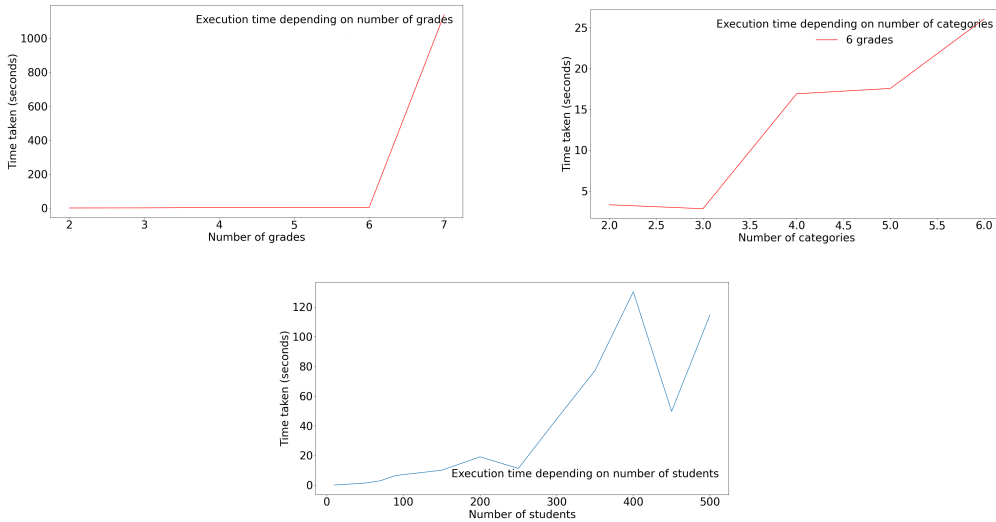 Execution time depending on number of grades
1000
800
600
400
200
0
Time taken (seconds)
2 3 4 5 6 7
Number of grades
Execution time depending on number of categories
6 grades
25
20
15
10
5
Time taken (seconds)
2.0 2.5 3.0 3.5 4.0 4.5 5.0 5.5 6.0
Number of categories
120
100
80
60
40
20
0
Time taken (seconds)
Execution time depending on number of students
0 100 200 300 400 500
Number of students